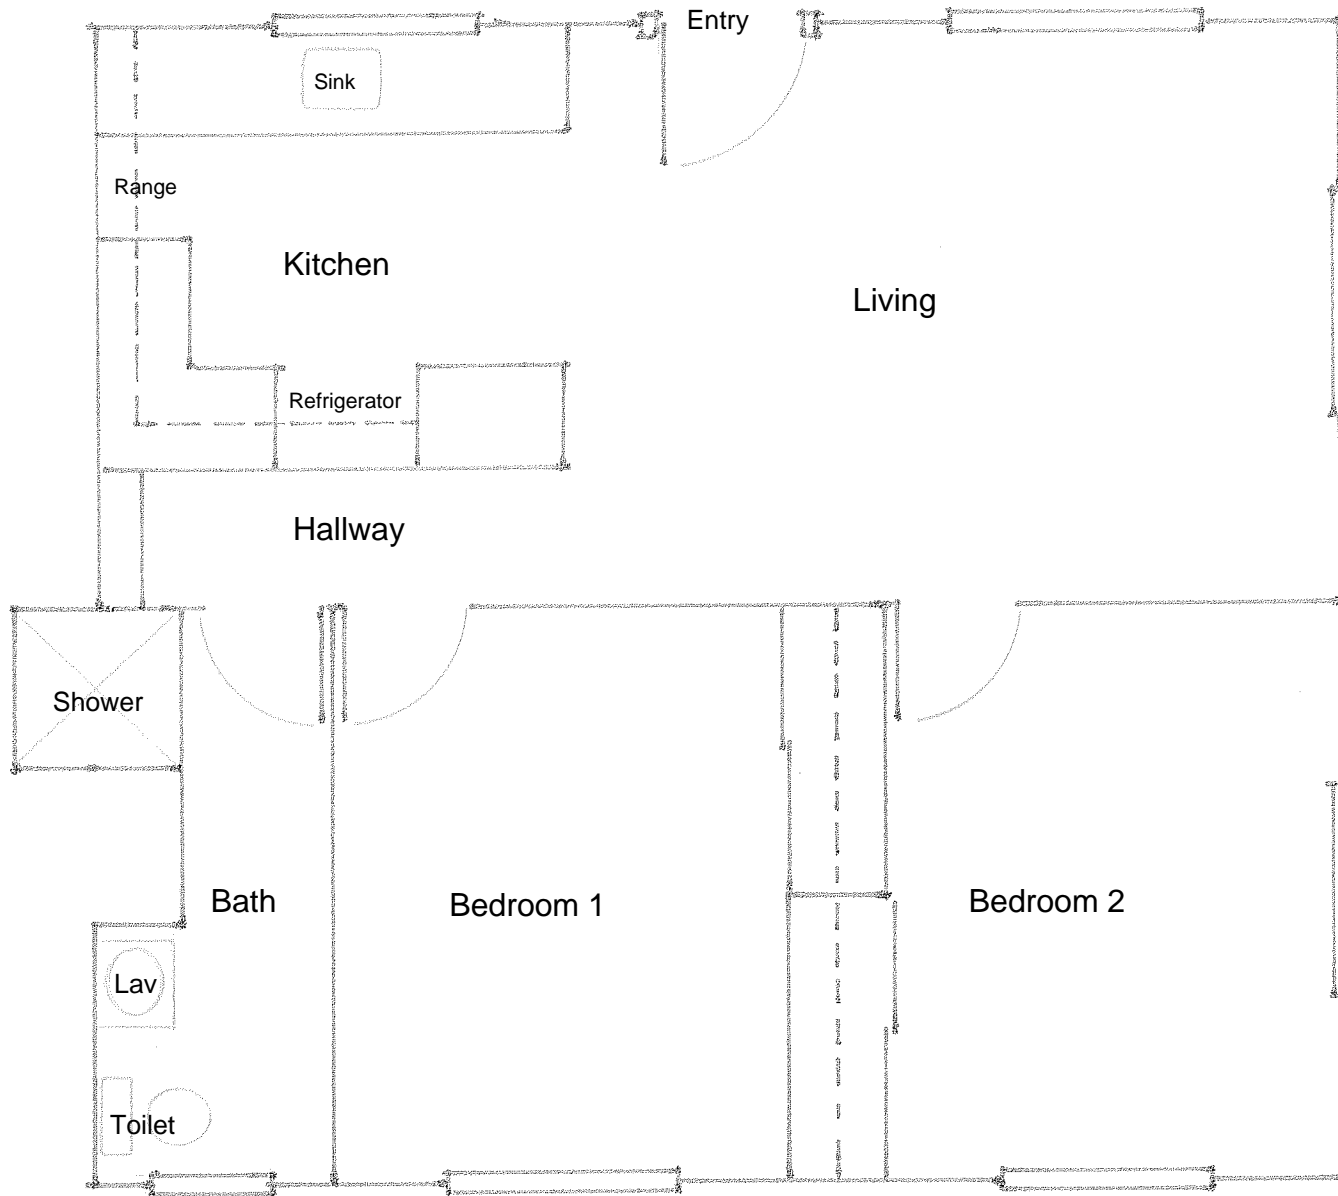 Entry
Sink
Range
Kitchen
Living
Refrigerator
Hallway
Shower
Bath
Bedroom 1
Bedroom 2
Lav
Toilet